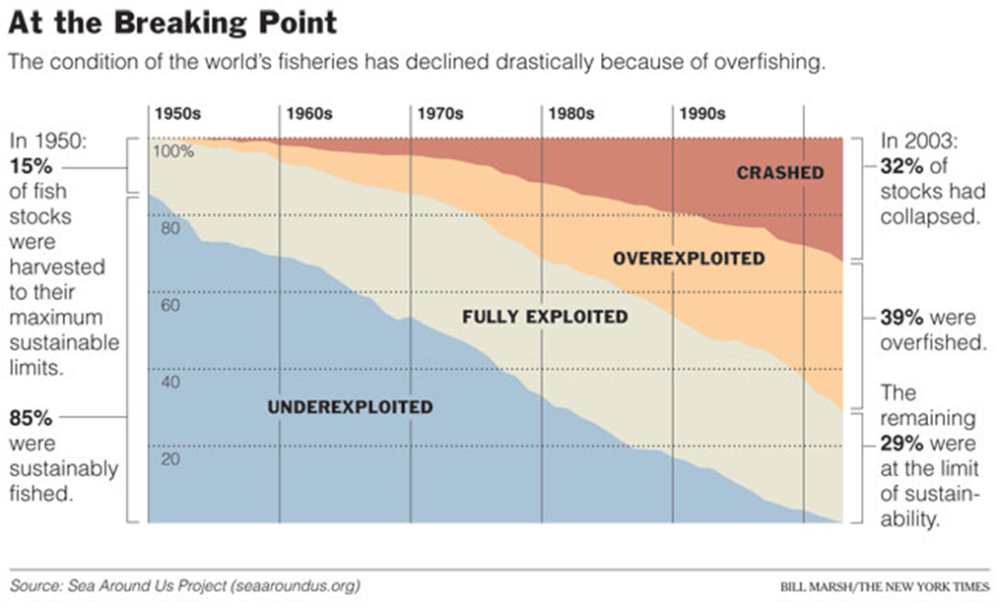 At the Breaking Point
The condition of the world's fisheries has declined drastically because of overfishing.
1950s
1960s
1970s
1980s
1990s
In 1950:
15%
of fish
stocks
were
harvested
to their
maximum
sustainable
limits.
85%
were
sustainably
fished.
100%
80
60
40
20
CRASHED
OVEREXPLOITED
FULLY EXPLOITED
UNDEREXPLOITED
In 2003:
32% of
stocks had
collapsed.
39% were
overfished.
The
remaining
29% were
at the limit
of sustain-
ability.
Source: Sea Around Us Project (seaaroundus.org)
BILL MARSH/THE NEW YORK TIMES